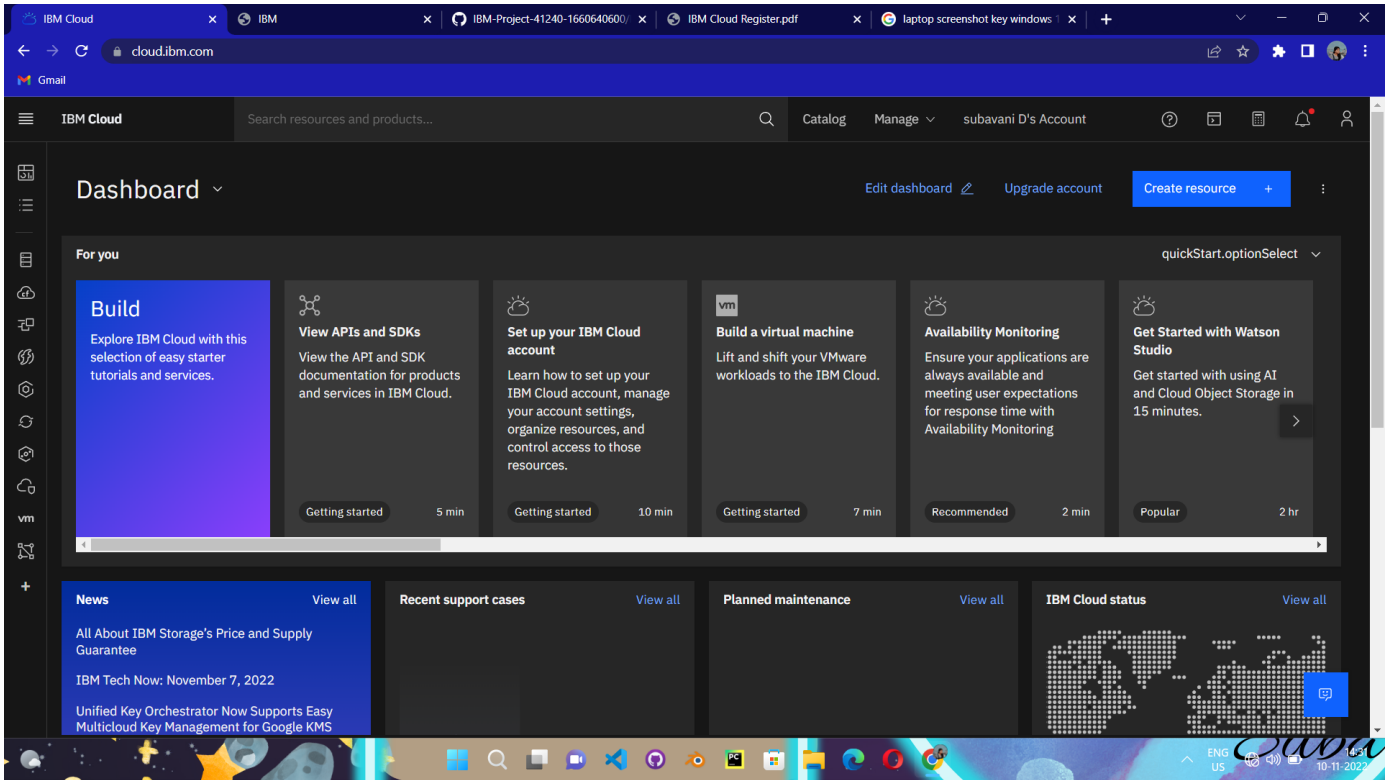 IBM Cloud
IBM
IBM-Project-41240-1660640600/
IBM Cloud Register.pdf
laptop screenshot key windows 1
cloud.ibm.com
Gmail
IBM Cloud
Search resources and products...
Catalog
Manage
subavani D's Account
Dashboard
Edit dashboard
Upgrade account
Create resource +
For you
quickStart.optionSelect
Build
Explore IBM Cloud with this
selection of easy starter
tutorials and services.
View APIs and SDKs
View the API and SDK
documentation for products
and services in IBM Cloud.
Getting started
5 min
Set up your IBM Cloud
account
Learn how to set up your
IBM Cloud account, manage
your account settings,
organize resources, and
control access to those
resources.
Getting started
10 min
vm
Build a virtual machine
Lift and shift your VMware
workloads to the IBM Cloud.
Getting started
7 min
Availability Monitoring
Ensure your applications are
always available and
meeting user expectations
for response time with
Availability Monitoring
Recommended
2 min
Get Started with Watson
Studio
Get started with using AI
and Cloud Object Storage in
15 minutes.
Popular
2 hr
vm
News
View all
All About IBM Storage's Price and Supply
Guarantee
IBM Tech Now: November 7, 2022
Unified Key Orchestrator Now Supports Easy
Multicloud Key Management for Google KMS
Recent support cases
View all
Planned maintenance
View all
IBM Cloud status
View all
PC
ENG
US
14:31
10-11-2022